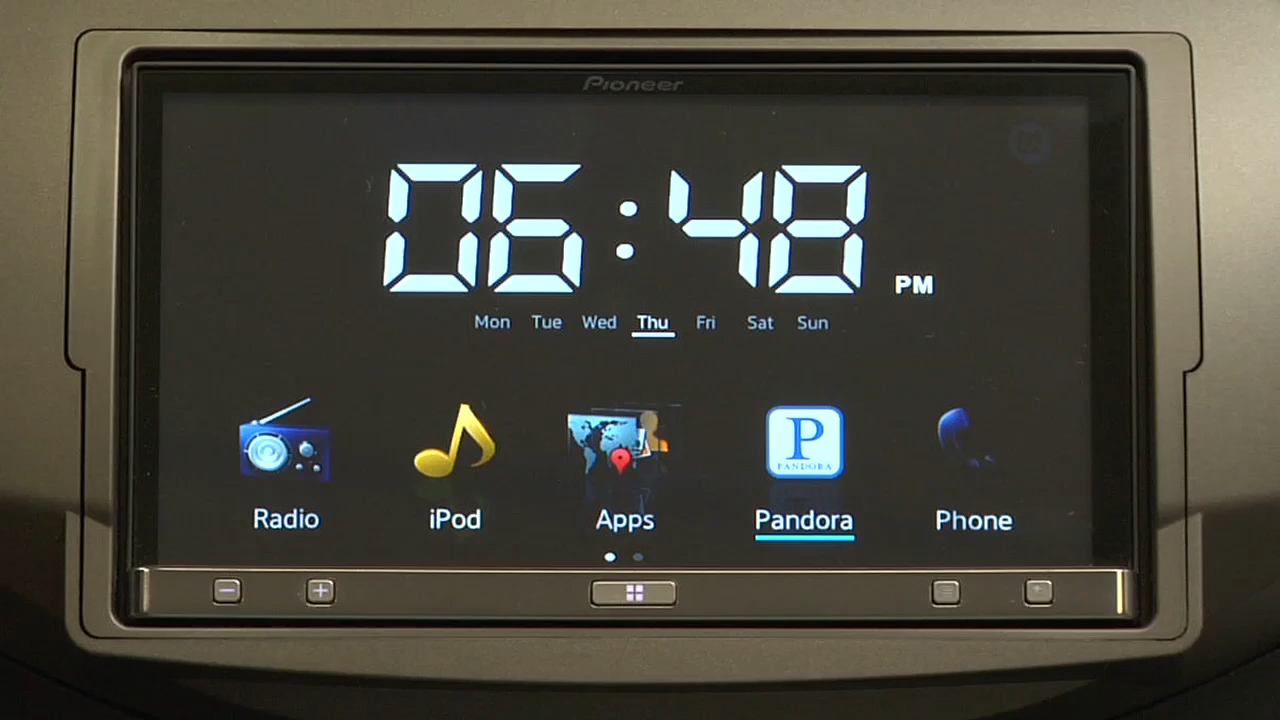 Pioneer
06:48 PM
Mon Tue Wed Thu Fri Sat Sun
P
PANDORA
Radio iPod Apps Pandora Phone